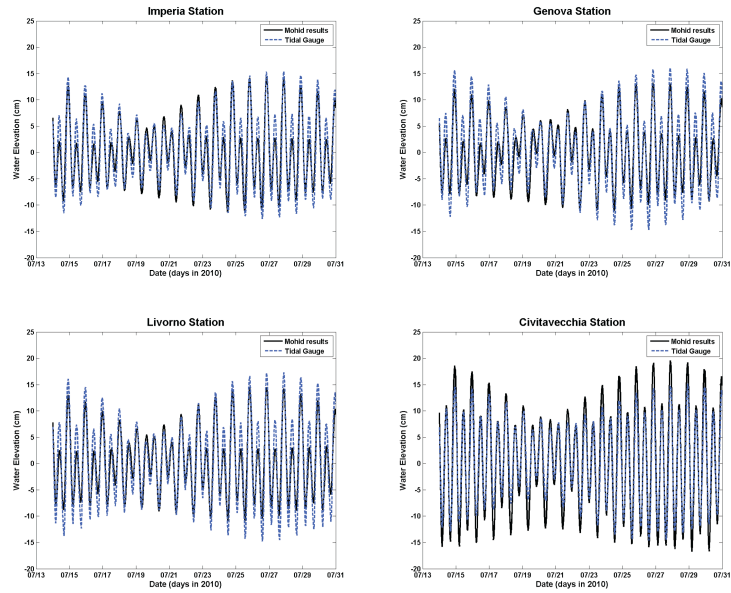 Imperia Station
Mohid results
Tidal Gauge
Water Elevation (cm)
25
20
15
10
5
0
-5
-10
-15
-20
07/13 07/15 07/17 07/19 07/21 07/23 07/25 07/27 07/29 07/31
Date (days in 2010)
Genova Station
Mohid results
Tidal Gauge
Water Elevation (cm)
25
20
15
10
5
0
-5
-10
-15
-20
07/13 07/15 07/17 07/19 07/21 07/23 07/25 07/27 07/29 07/31
Date (days in 2010)
Livorno Station
Mohid results
Tidal Gauge
Water Elevation (cm)
25
20
15
10
5
0
-5
-10
-15
-20
07/13 07/15 07/17 07/19 07/21 07/23 07/25 07/27 07/29 07/31
Date (days in 2010)
Civitavecchia Station
Mohid results
Tidal Gauge
Water Elevation (cm)
25
20
15
10
5
0
-5
-10
-15
-20
07/13 07/15 07/17 07/19 07/21 07/23 07/25 07/27 07/29 07/31
Date (days in 2010)